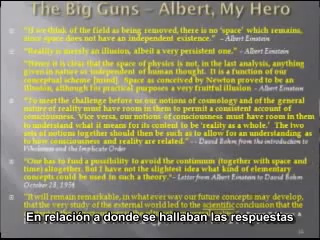 The Big Guns – Albert, My Hero
"If we think of the field as being removed, there is no 'space' which remains,
since space does not have an independent existence." – Albert Einstein
"Reality is merely an illusion, albeit a very persistent one." – Albert Einstein
"Hence it is clear that the space of physics is not, in the last analysis, anything
given in nature or independent of human thought. It is a function of our
conceptual scheme [mind]. Space as conceived by Newton proved to be an
illusion, although for practical purposes a very fruitful illusion." – Albert Einstein
"To meet the challenge before us our notions of cosmology and of the general
nature of reality must have room in them to permit a consistent account of
consciousness. Vice versa, our notions of consciousness must have room in them
to understand what it means for its content to be 'reality as a whole.' The two
sets of notions together should then be such as to allow for an understanding as
to how consciousness and reality are related." – David Bohm from the introduction to
Wholeness and the Implicate Order
"One has to find a possibility to avoid the continuum (together with space and
time) altogether. But I have not the slightest idea what kind of elementary
concepts could be used in such a theory." – Letter from Albert Einstein to David Bohm
October 28, 1954
"It will remain remarkable, in whatever way our future concepts may develop,
that the very study of the external world led to the scientific conclusion that the
En relación a donde se hallaban las respuestas